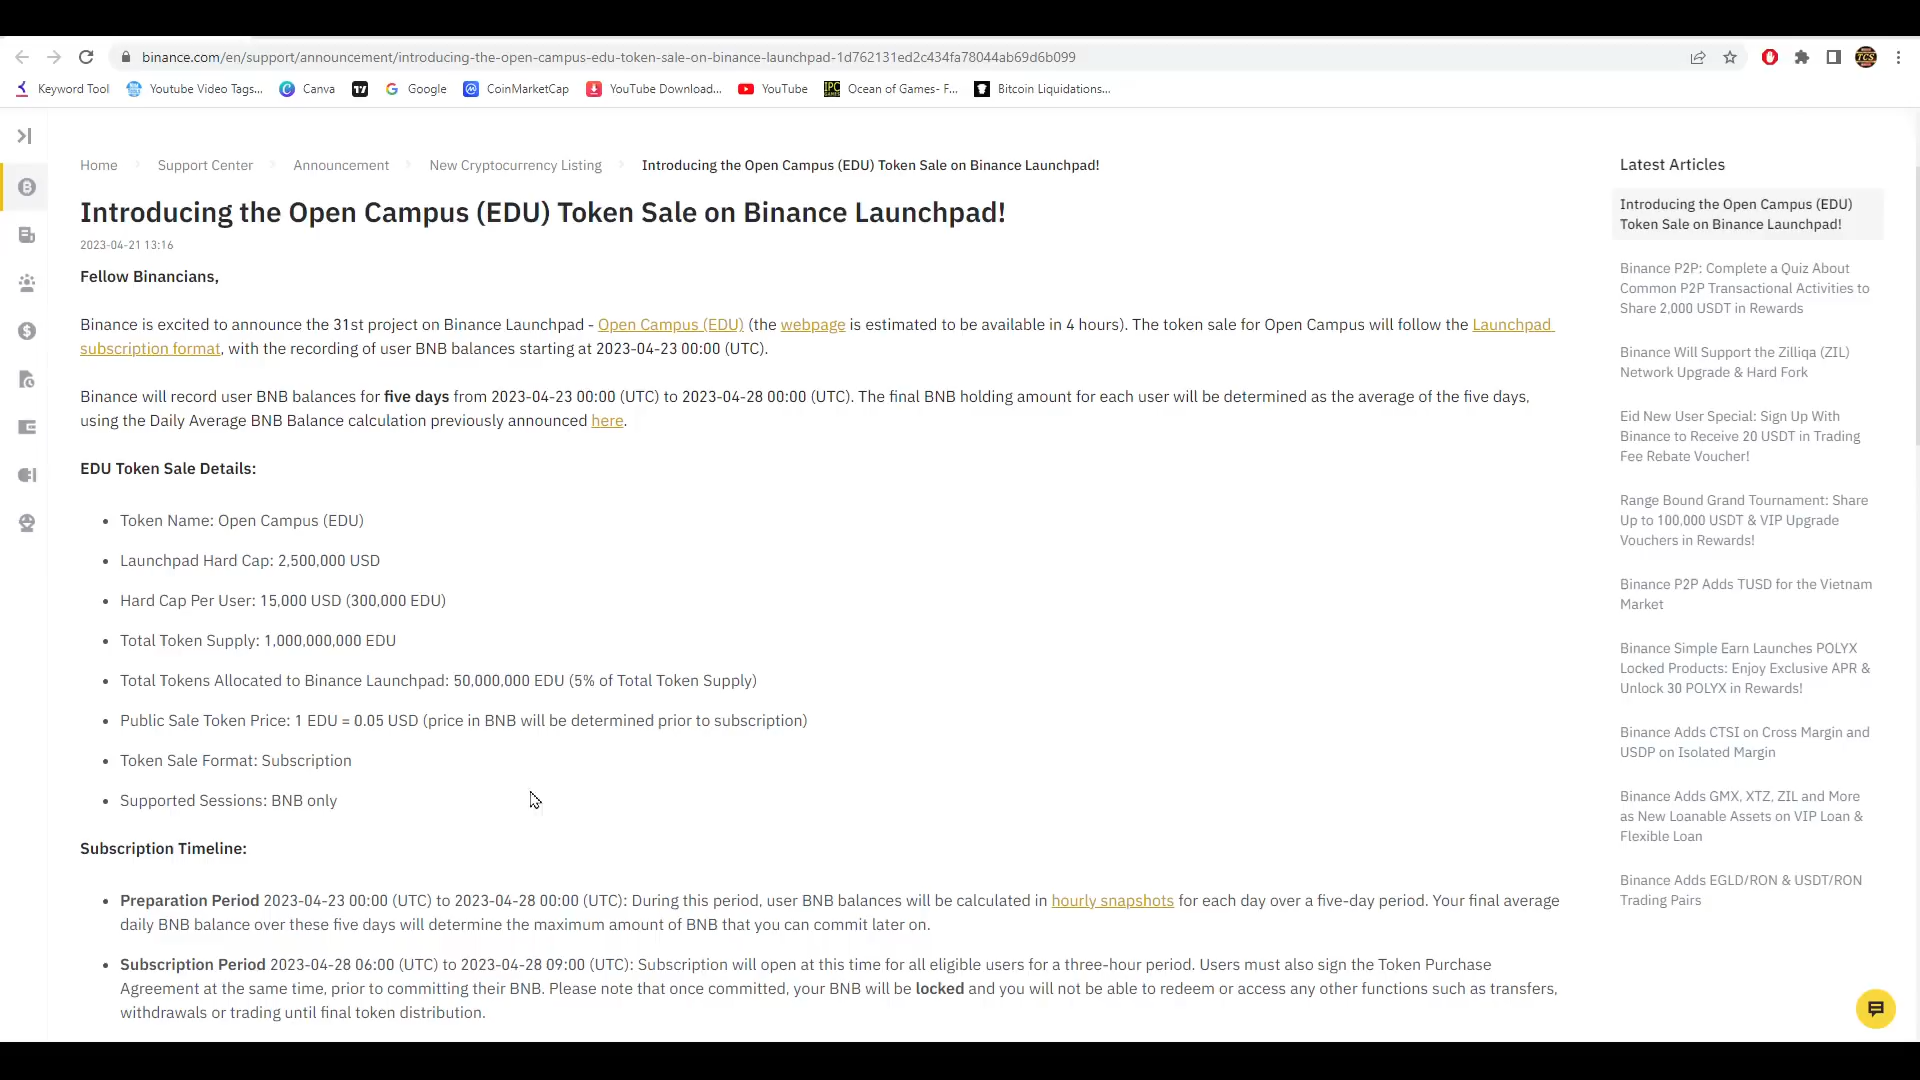 binance.com/en/support/announcement/introducing-the-open-campus-edu-token-sale-on-binance-launchpad-1d762131ed2c434fa78044ab69d6b099
TCS
Keyword Tool
Youtube Video Tags...
Canva
Google
CoinMarketCap
YouTube Download...
YouTube
Ocean of Games- F...
Bitcoin Liquidations...
Home
Support Center
Announcement
New Cryptocurrency Listing
Introducing the Open Campus (EDU) Token Sale on Binance Launchpad!
Introducing the Open Campus (EDU) Token Sale on Binance Launchpad!
2023-04-21 13:16
Fellow Binancians,
Binance is excited to announce the 31st project on Binance Launchpad - Open Campus (EDU) (the webpage is estimated to be available in 4 hours). The token sale for Open Campus will follow the Launchpad
subscription format, with the recording of user BNB balances starting at 2023-04-23 00:00 (UTC).
Binance will record user BNB balances for five days from 2023-04-23 00:00 (UTC) to 2023-04-28 00:00 (UTC). The final BNB holding amount for each user will be determined as the average of the five days,
using the Daily Average BNB Balance calculation previously announced here.
EDU Token Sale Details:
• Token Name: Open Campus (EDU)
• Launchpad Hard Cap: 2,500,000 USD
• Hard Cap Per User: 15,000 USD (300,000 EDU)
• Total Token Supply: 1,000,000,000 EDU
• Total Tokens Allocated to Binance Launchpad: 50,000,000 EDU (5% of Total Token Supply)
• Public Sale Token Price: 1 EDU = 0.05 USD (price in BNB will be determined prior to subscription)
• Token Sale Format: Subscription
• Supported Sessions: BNB only
Subscription Timeline:
• Preparation Period 2023-04-23 00:00 (UTC) to 2023-04-28 00:00 (UTC): During this period, user BNB balances will be calculated in hourly snapshots for each day over a five-day period. Your final average
daily BNB balance over these five days will determine the maximum amount of BNB that you can commit later on.
• Subscription Period 2023-04-28 06:00 (UTC) to 2023-04-28 09:00 (UTC): Subscription will open at this time for all eligible users for a three-hour period. Users must also sign the Token Purchase
Agreement at the same time, prior to committing their BNB. Please note that once committed, your BNB will be locked and you will not be able to redeem or access any other functions such as transfers,
withdrawals or trading until final token distribution.
Latest Articles
Introducing the Open Campus (EDU)
Token Sale on Binance Launchpad!
Binance P2P: Complete a Quiz About
Common P2P Transactional Activities to
Share 2,000 USDT in Rewards
Binance Will Support the Zilliqa (ZIL)
Network Upgrade & Hard Fork
Eid New User Special: Sign Up With
Binance to Receive 20 USDT in Trading
Fee Rebate Voucher!
Range Bound Grand Tournament: Share
Up to 100,000 USDT & VIP Upgrade
Vouchers in Rewards!
Binance P2P Adds TUSD for the Vietnam
Market
Binance Simple Earn Launches POLYX
Locked Products: Enjoy Exclusive APR &
Unlock 30 POLYX in Rewards!
Binance Adds CTSI on Cross Margin and
USDP on Isolated Margin
Binance Adds GMX, XTZ, ZIL and More
as New Loanable Assets on VIP Loan &
Flexible Loan
Binance Adds EGLD/RON & USDT/RON
Trading Pairs